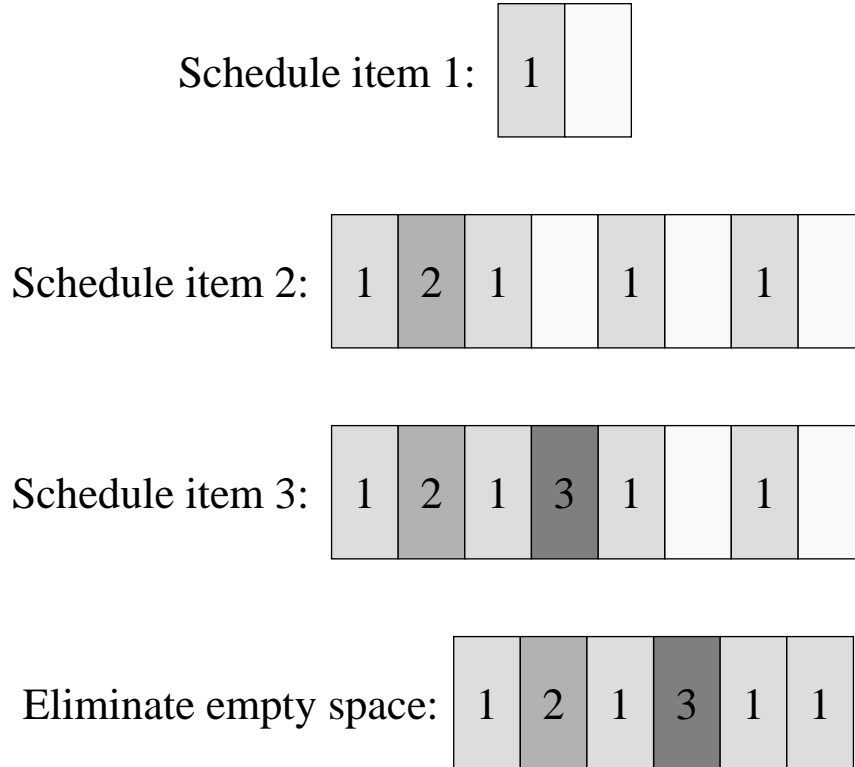 Schedule item 1: 1
Schedule item 2: 1 2 1 1 1
Schedule item 3: 1 2 1 3 1 1
Eliminate empty space: 1 2 1 3 1 1